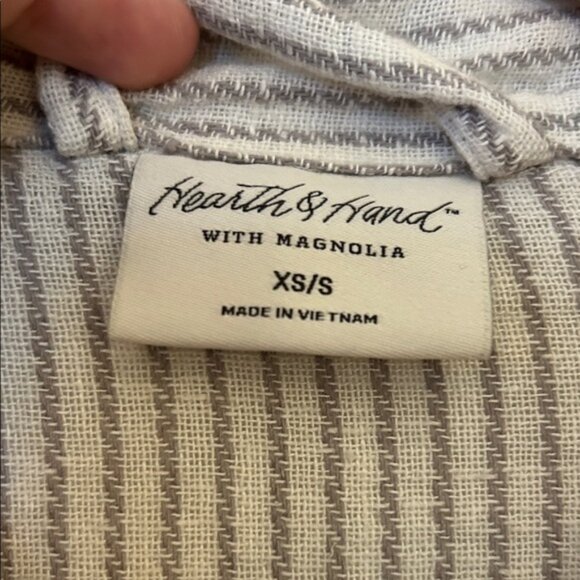 Hearth & Hand™
WITH MAGNOLIA
XS/S
MADE IN VIETNAM